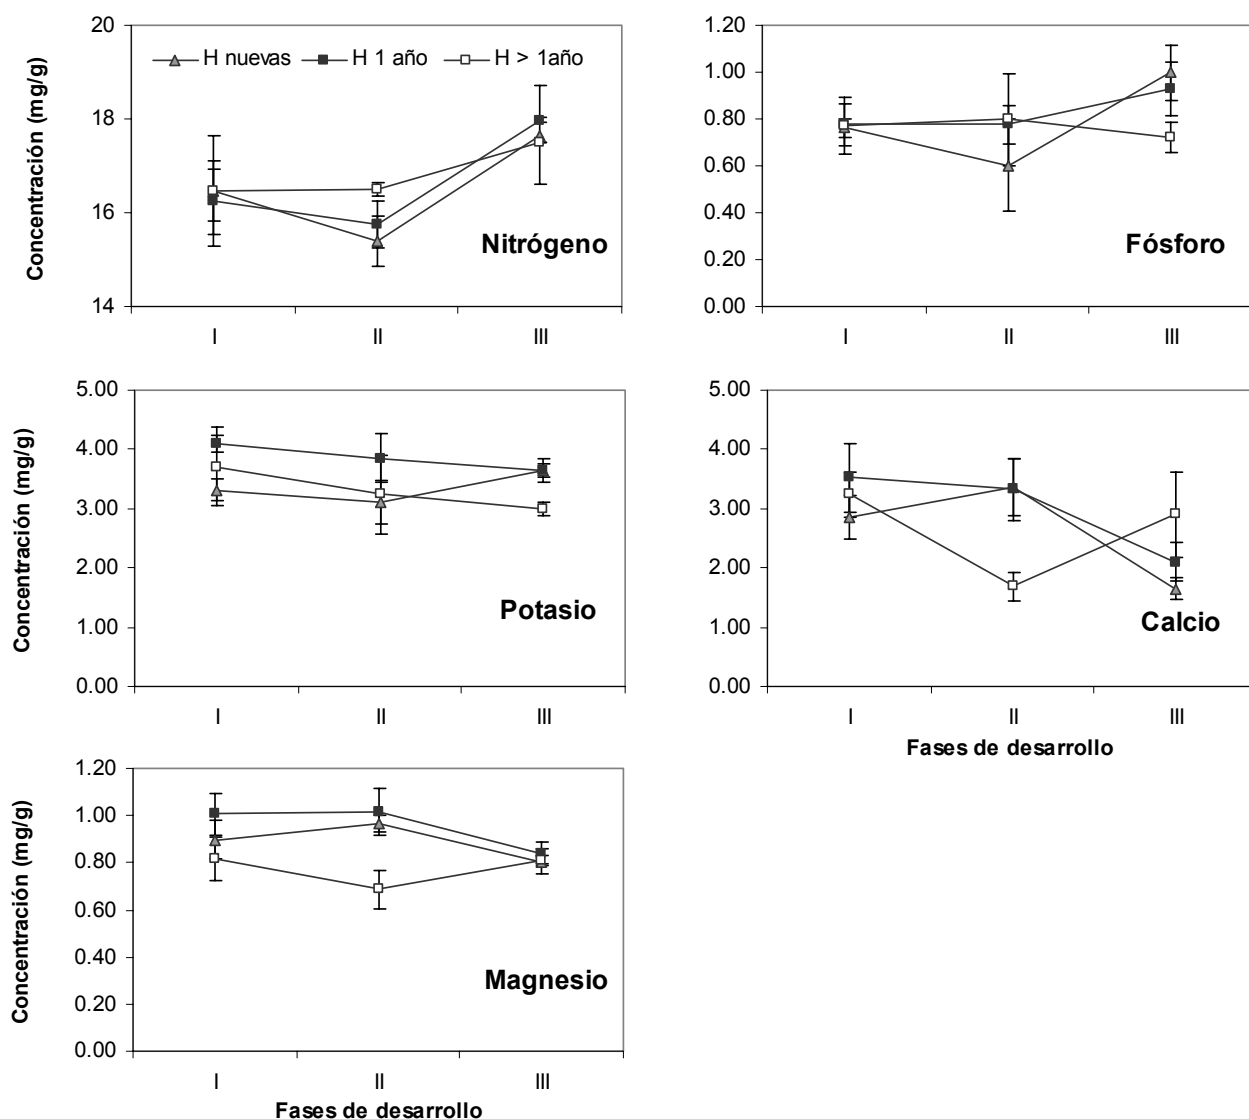 20
18
16
14
Concentración (mg/g)
H nuevas H 1 año H > 1año
Nitrógeno
I II III
1.20
1.00
0.80
0.60
0.40
0.20
0.00
Fósforo
I II III
5.00
4.00
3.00
2.00
1.00
0.00
Concentración (mg/g)
Potasio
I II III
5.00
4.00
3.00
2.00
1.00
0.00
Calcio
I II III
Fases de desarrollo
1.20
1.00
0.80
0.60
0.40
0.20
0.00
Concentración (mg/g)
Magnesio
I II III
Fases de desarrollo